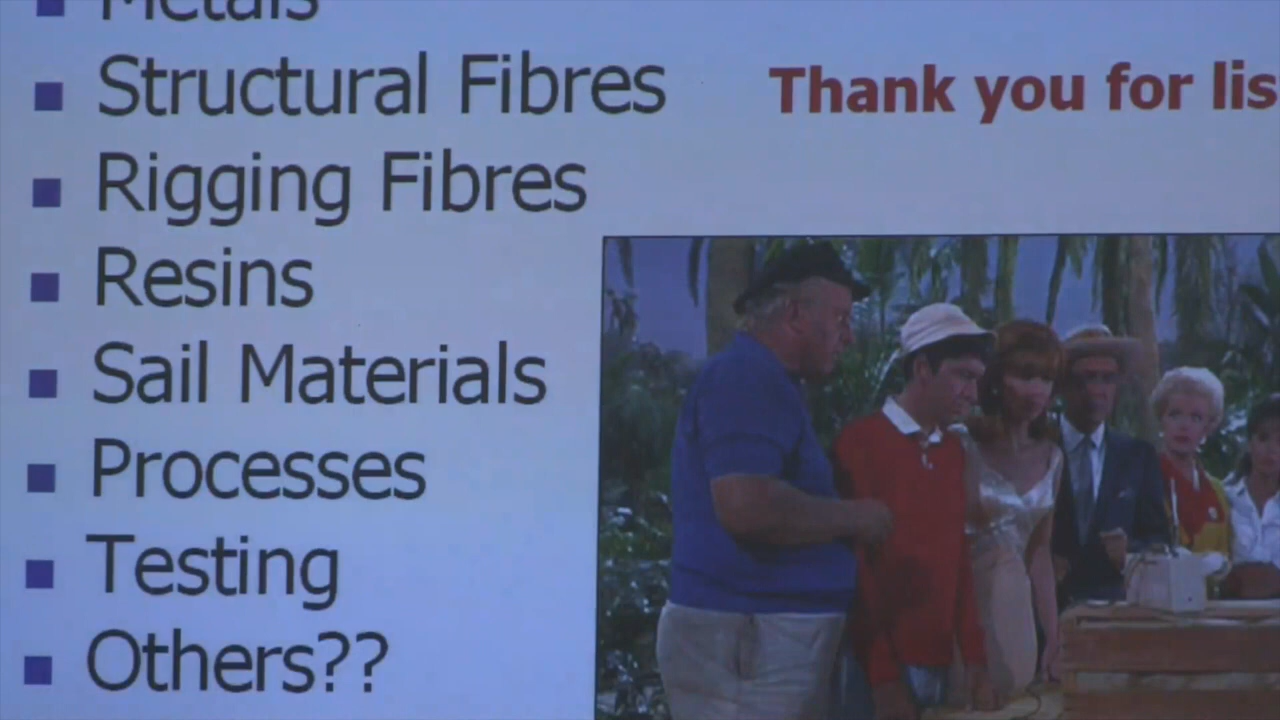 Metals
Structural Fibres
Rigging Fibres
Resins
Sail Materials
Processes
Testing
Others??
Thank you for lis